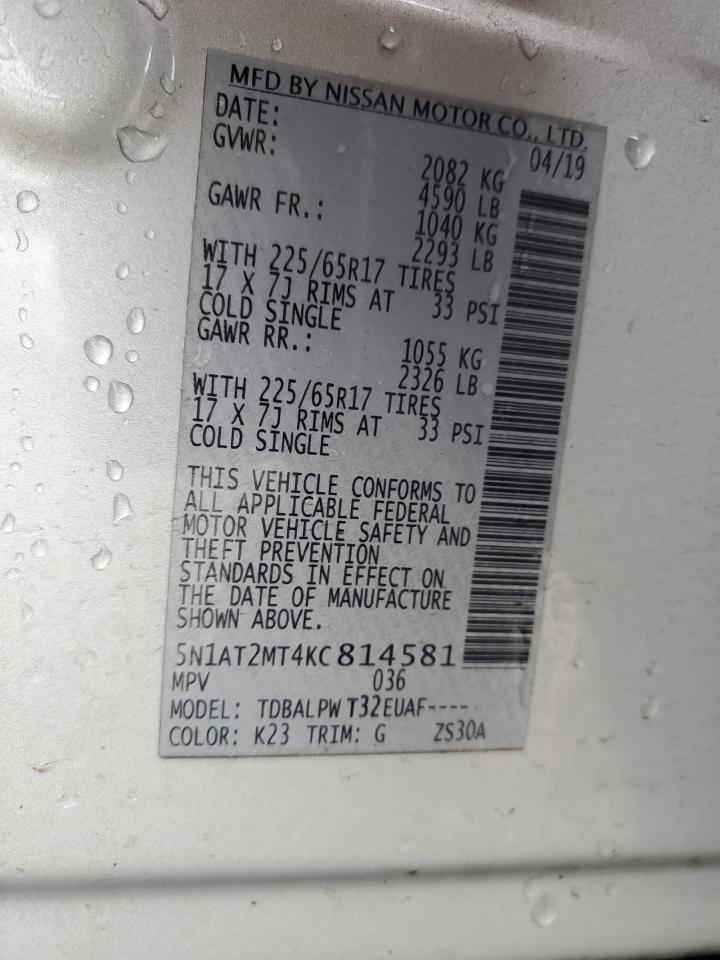 MFD BY NISSAN MOTOR CO., LTD.
DATE: 04/19
GVWR: 2082 KG
4590 LB
GAWR FR.: 1040 KG
2293 LB
WITH 225/65R17 TIRES
17 X 7J RIMS AT 33 PSI
COLD SINGLE
GAWR RR.: 1055 KG
2326 LB
WITH 225/65R17 TIRES
17 X 7J RIMS AT 33 PSI
COLD SINGLE
THIS VEHICLE CONFORMS TO
ALL APPLICABLE FEDERAL
MOTOR VEHICLE SAFETY AND
THEFT PREVENTION
STANDARDS IN EFFECT ON
THE DATE OF MANUFACTURE
SHOWN ABOVE.
5N1AT2MT4KC814581
MPV 036
MODEL: TDBALPW T32EUAF----
COLOR: K23 TRIM: G ZS30A